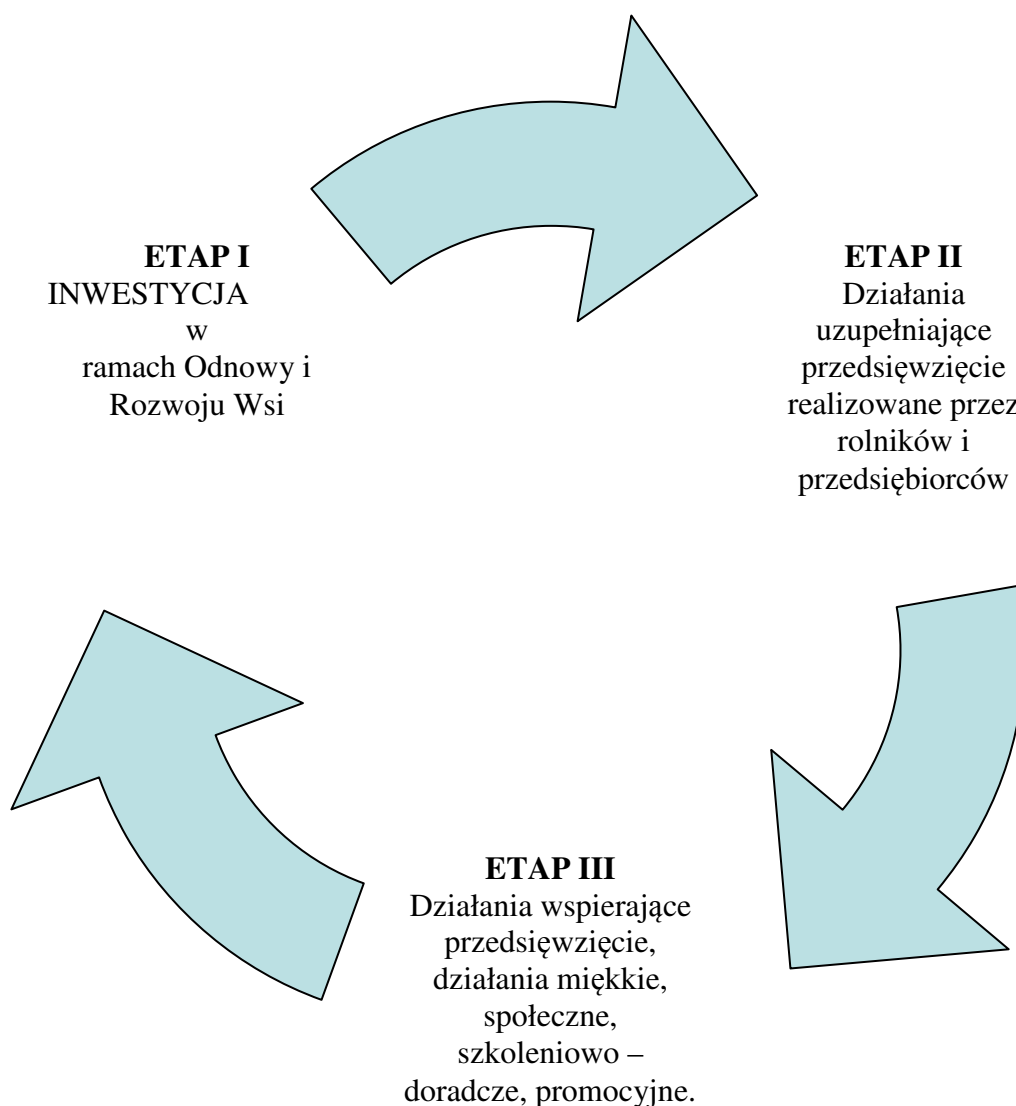 ETAP I
INWESTYCJA
w
ramach Odnowy i
Rozwoju Wsi
ETAP II
Działania
uzupełniające
przedsięwzięcie
realizowane przez
rolników i
przedsiębiorców
ETAP III
Działania wspierające
przedsięwzięcie,
działania miękkie,
społeczne,
szkoleniowo –
doradcze, promocyjne.